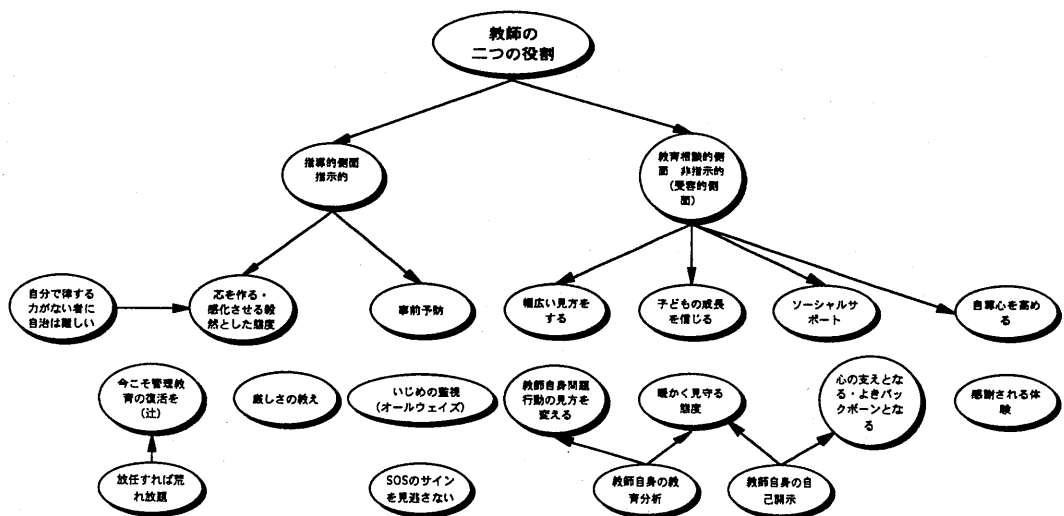 教師の
二つの役割
指導的側面
指示的
教育相談的側
面 非指示的
(受容的側
面)
自分で律する
力がない者に
自治は難しい
芯を作る・
感化させる毅
然とした態度
事前予防
幅広い見方を
する
子どもの成長
を信じる
ソーシャルサ
ポート
自尊心を高め
る
今こそ管理教
育の復活を
(辻)
厳しさの教え
いじめの監視
(オールウェイズ)
教師自身問題
行動の見方を
変える
暖かく見守る
態度
心の支えとな
る・よきバッ
クボーンとな
る
感謝される体
験
放任すれば荒
れ放題
SOSのサイン
を見逃さない
教師自身の教
育分析
教師自身の自
己開示